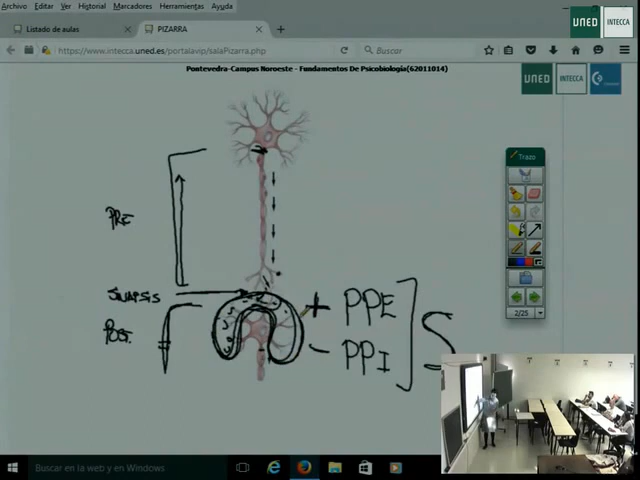 Archivo Editar Ver Historial Marcadores Herramientas Ayuda
Listado de aulas
PIZARRA
https://www.intecca.uned.es/portalavip/salaPizarra.php
Buscar
UNED
INTECCA
Pontevedra-Campus Noroeste - Fundamentos De Psicobiología(62011014)
UNED
INTECCA
Trazo
PRE
SINAPSIS
POST.
+ PPE
- PPI
S
2/25
Buscar en la web y en Windows